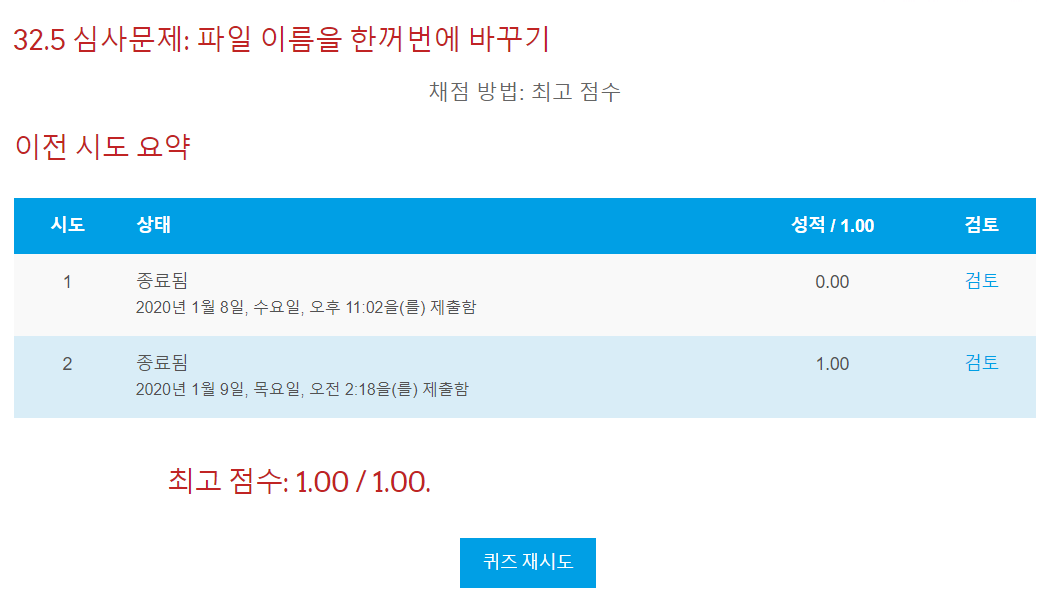 32.5 심사문제: 파일 이름을 한꺼번에 바꾸기
채점 방법: 최고 점수
이전 시도 요약
시도 상태 성적 / 1.00 검토
1 종료됨 0.00 검토
2020년 1월 8일, 수요일, 오후 11:02을(를) 제출함
2 종료됨 1.00 검토
2020년 1월 9일, 목요일, 오전 2:18을(를) 제출함
최고 점수: 1.00 / 1.00.
퀴즈 재시도